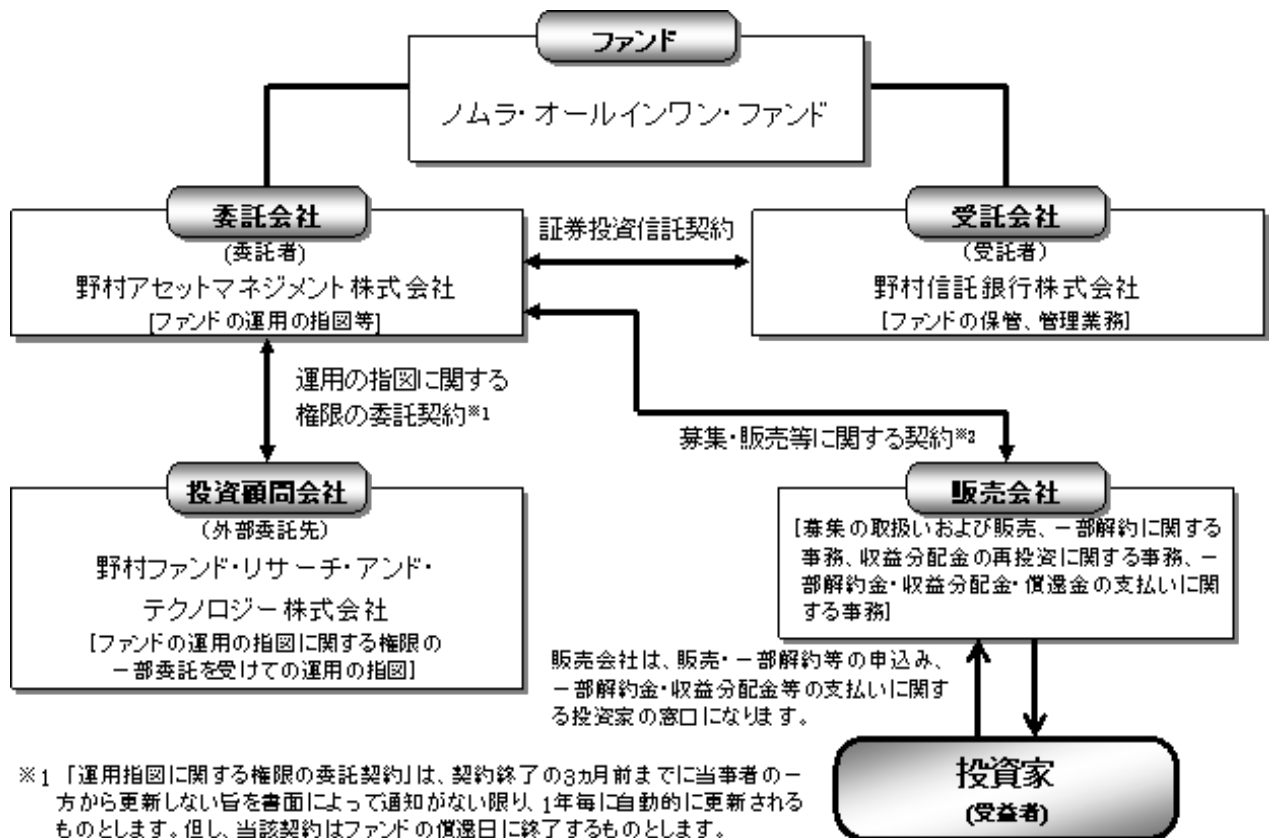 ファンド
ノムラ・オールインワン・ファンド
委託会社
(委託者)
野村アセットマネジメント株式会社
[ファンドの運用の指図等]
証券投資信託契約
受託会社
(受託者)
野村信託銀行株式会社
[ファンドの保管、管理業務]
運用の指図に関する
権限の委託契約※1
募集・販売等に関する契約※2
投資顧問会社
(外部委託先)
野村ファンド・リサーチ・アンド・
テクノロジー株式会社
[ファンドの運用の指図に関する権限の
一部委託を受けての運用の指図]
販売会社
[募集の取扱いおよび販売、一部解約に関する
事務、収益分配金の再投資に関する事務、一
部解約金・収益分配金・償還金の支払いに関
する事務]
販売会社は、販売・一部解約等の申込み、
一部解約金・収益分配金等の支払いに関す
る投資家の窓口になります。
投資家
(受益者)
※1 「運用指図に関する権限の委託契約」は、契約終了の3ヵ月前までに当事者の一
方から更新しない旨を書面によって通知がない限り、1年毎に自動的に更新される
ものとします。但し、当該契約はファンドの償還日に終了するものとします。